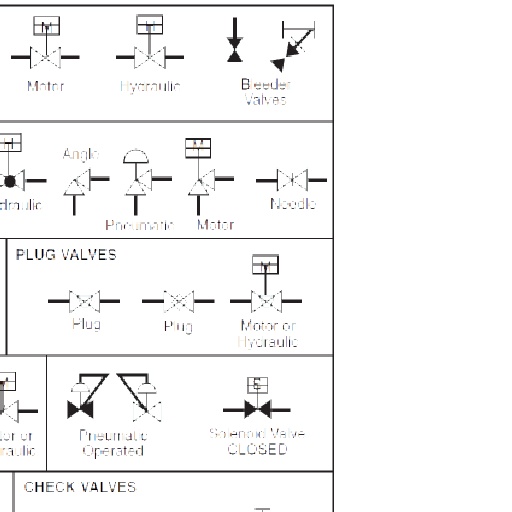 M
H
Motor
Hydraulic
Bleeder
Valves
H
M
Angle
draulic
Needle
Pneumatic
Motor
PLUG VALVES
M
Plug
Plug
Motor or
Hydraulic
S
tor or
raulic
Pneumatic
Operated
Solenoid Valve
CLOSED
CHECK VALVES